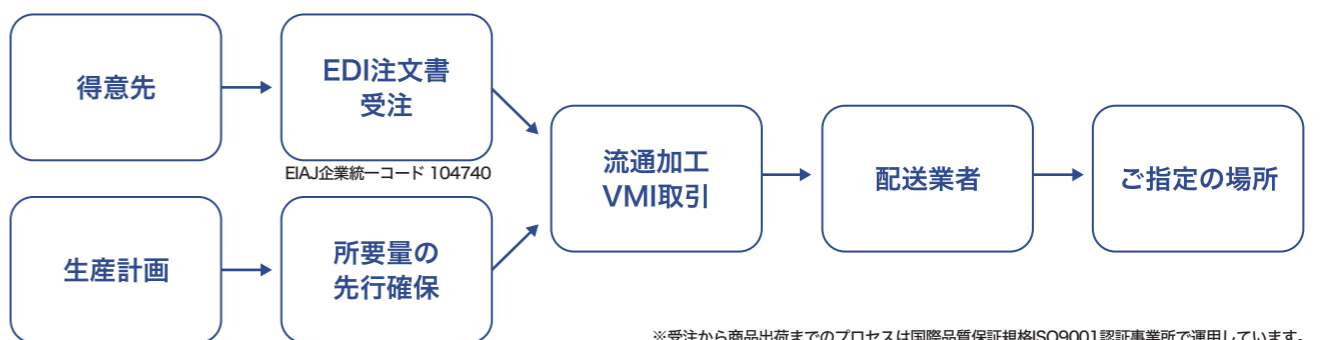 得意先
EDI注文書
受注
EIAJ企業統一コード 104740
生産計画
所要量の
先行確保
流通加工
VMI取引
配送業者
ご指定の場所
※受注から商品出荷までのプロセスは国際品質保証規格ISO9001認証事業所で運用しています。